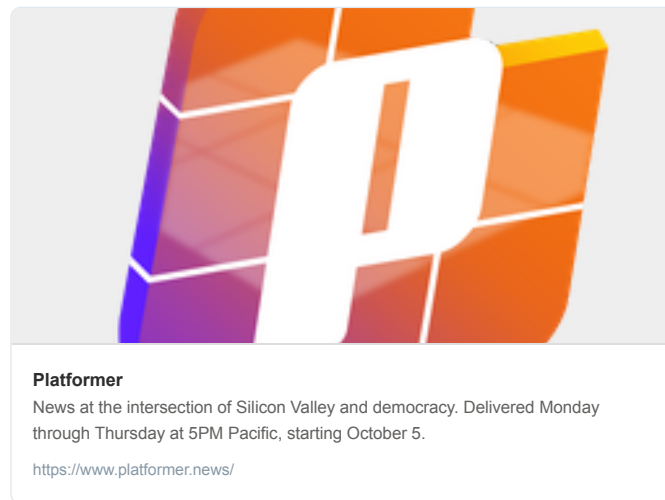 P
Platformer
News at the intersection of Silicon Valley and democracy. Delivered Monday
through Thursday at 5PM Pacific, starting October 5.
https://www.platformer.news/